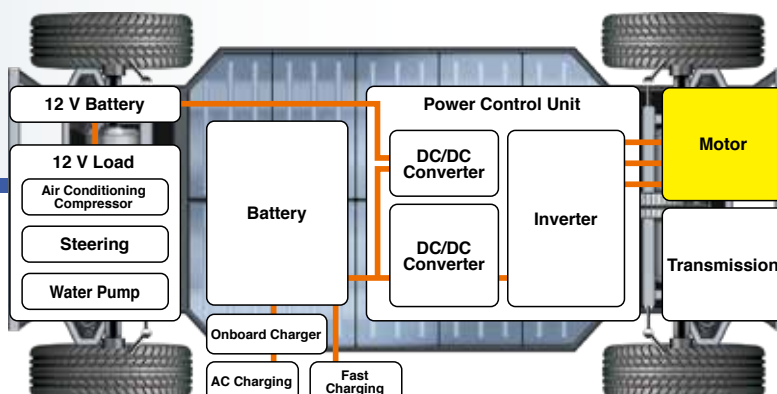 12 V Battery
12 V Load
Air Conditioning
Compressor
Steering
Water Pump
Battery
Onboard Charger
AC Charging
Fast
Charging
Power Control Unit
DC/DC
Converter
DC/DC
Converter
Inverter
Motor
Transmission